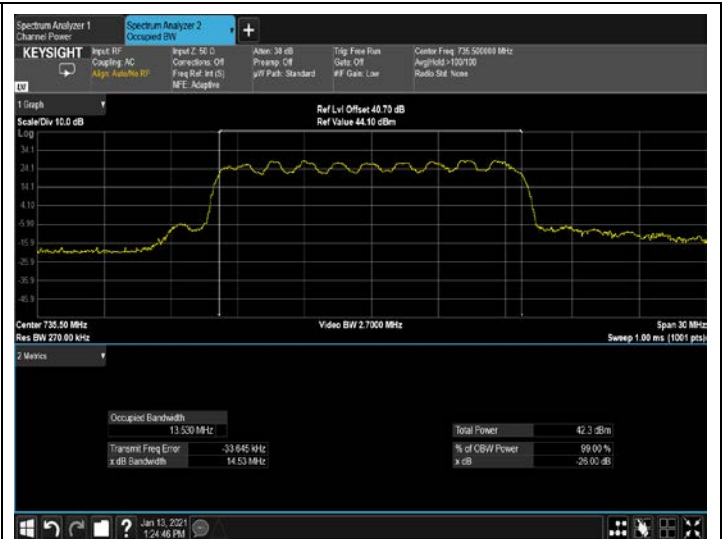 Spectrum Analyzer 1
Channel Power
Spectrum Analyzer 2
Occupied BW
+
KEYSIGHT
Input: RF
Coupling: AC
Align: Auto/No RF
Input Z: 50 Ω
Corrections: Off
Freq Ref: Int (S)
NFE: Adaptive
Atten: 38 dB
Preamp: Off
µW Path: Standard
Trig: Free Run
Gate: Off
#IF Gain: Low
Center Freq: 735.500000 MHz
Avg|Hold:>100/100
Radio Std: None
1 Graph
Scale/Div 10.0 dB
Ref Lvl Offset 40.70 dB
Ref Value 44.10 dBm
Log
34.1
24.1
14.1
4.10
-5.90
-15.9
-25.9
-35.9
-45.9
Center 735.50 MHz
Res BW 270.00 kHz
Video BW 2.7000 MHz
Span 30 MHz
Sweep 1.00 ms (1001 pts)
2 Metrics
Occupied Bandwidth
13.530 MHz
Transmit Freq Error -33.645 kHz
x dB Bandwidth 14.53 MHz
Total Power 42.3 dBm
% of OBW Power 99.00 %
x dB -26.00 dB
?
Jan 13, 2021
1:24:46 PM